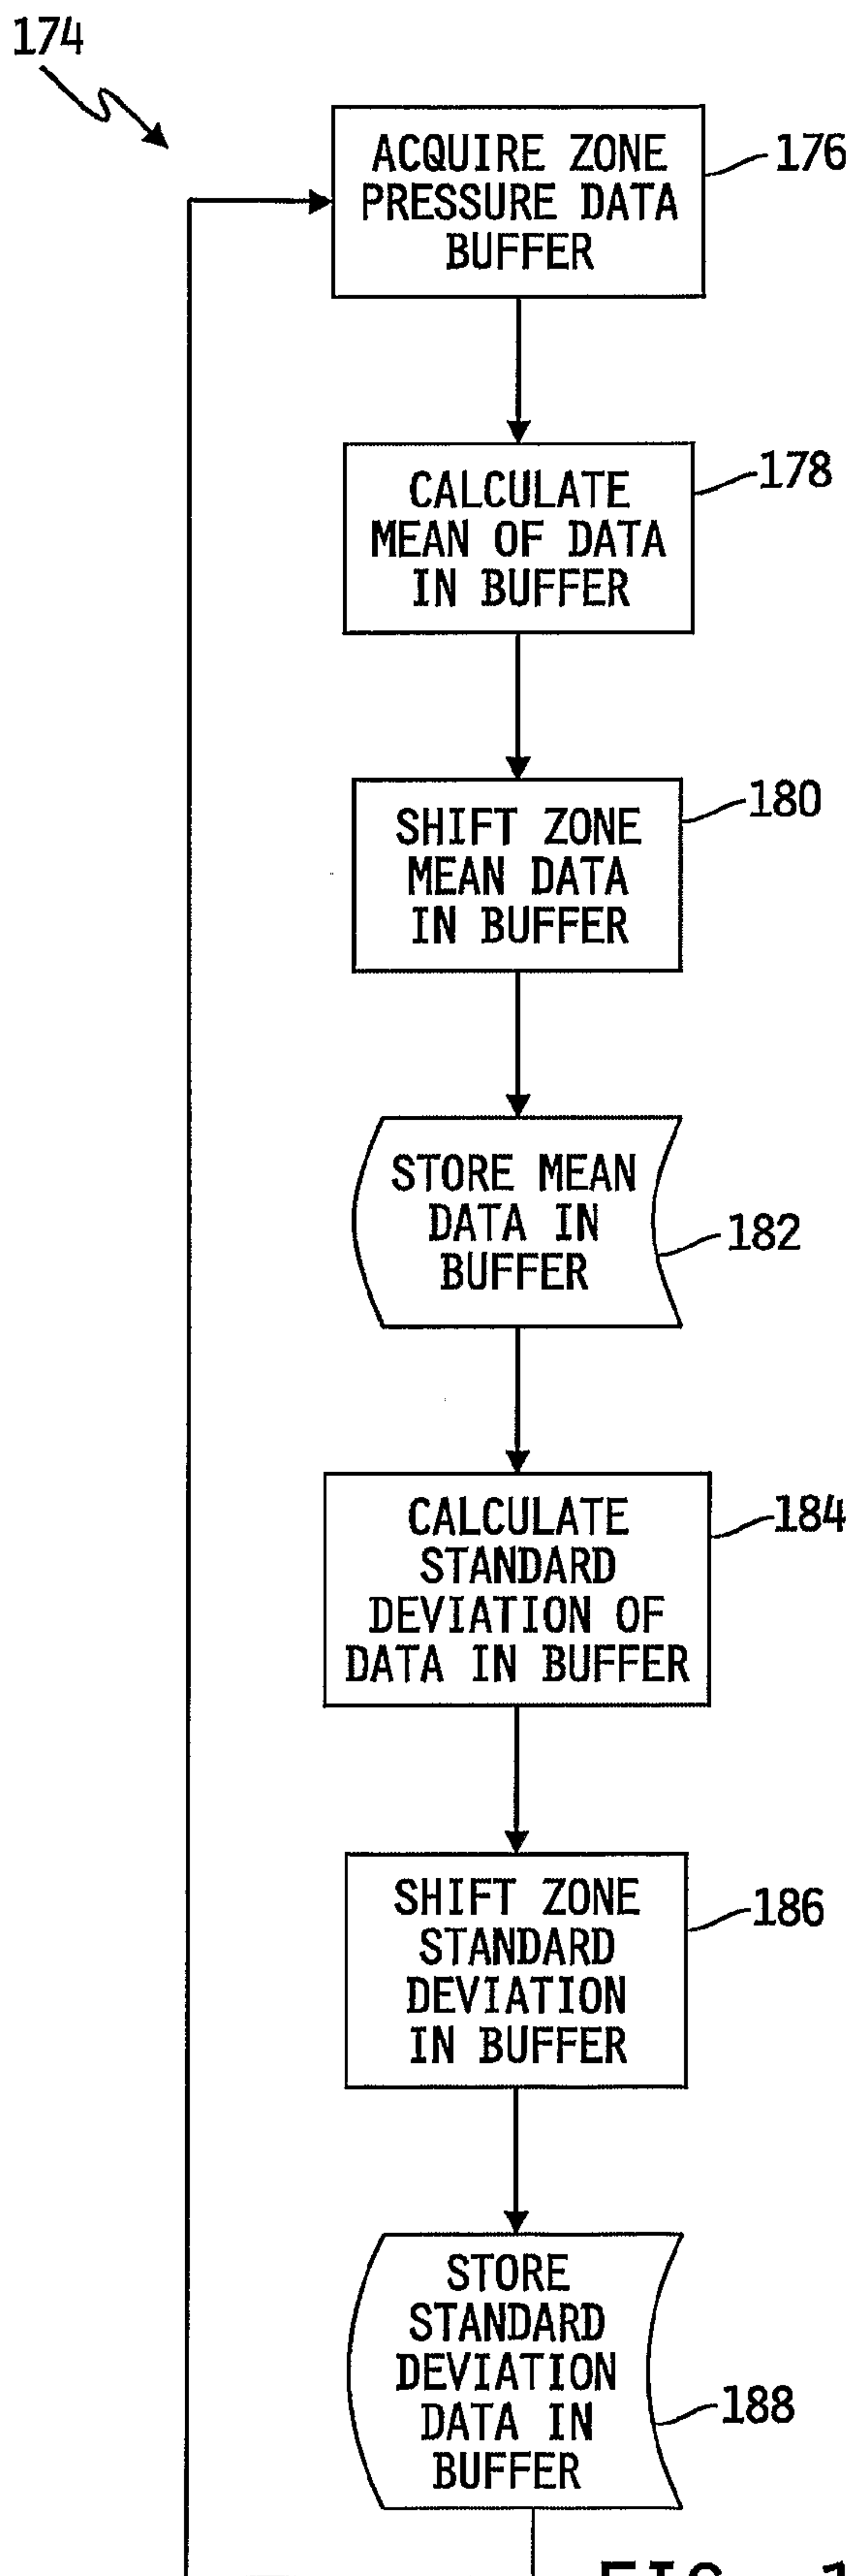 174
ACQUIRE ZONE
PRESSURE DATA
BUFFER
176
CALCULATE
MEAN OF DATA
IN BUFFER
178
SHIFT ZONE
MEAN DATA
IN BUFFER
180
STORE MEAN
DATA IN
BUFFER
182
CALCULATE
STANDARD
DEVIATION OF
DATA IN BUFFER
184
SHIFT ZONE
STANDARD
DEVIATION
IN BUFFER
186
STORE
STANDARD
DEVIATION
DATA IN
BUFFER
188